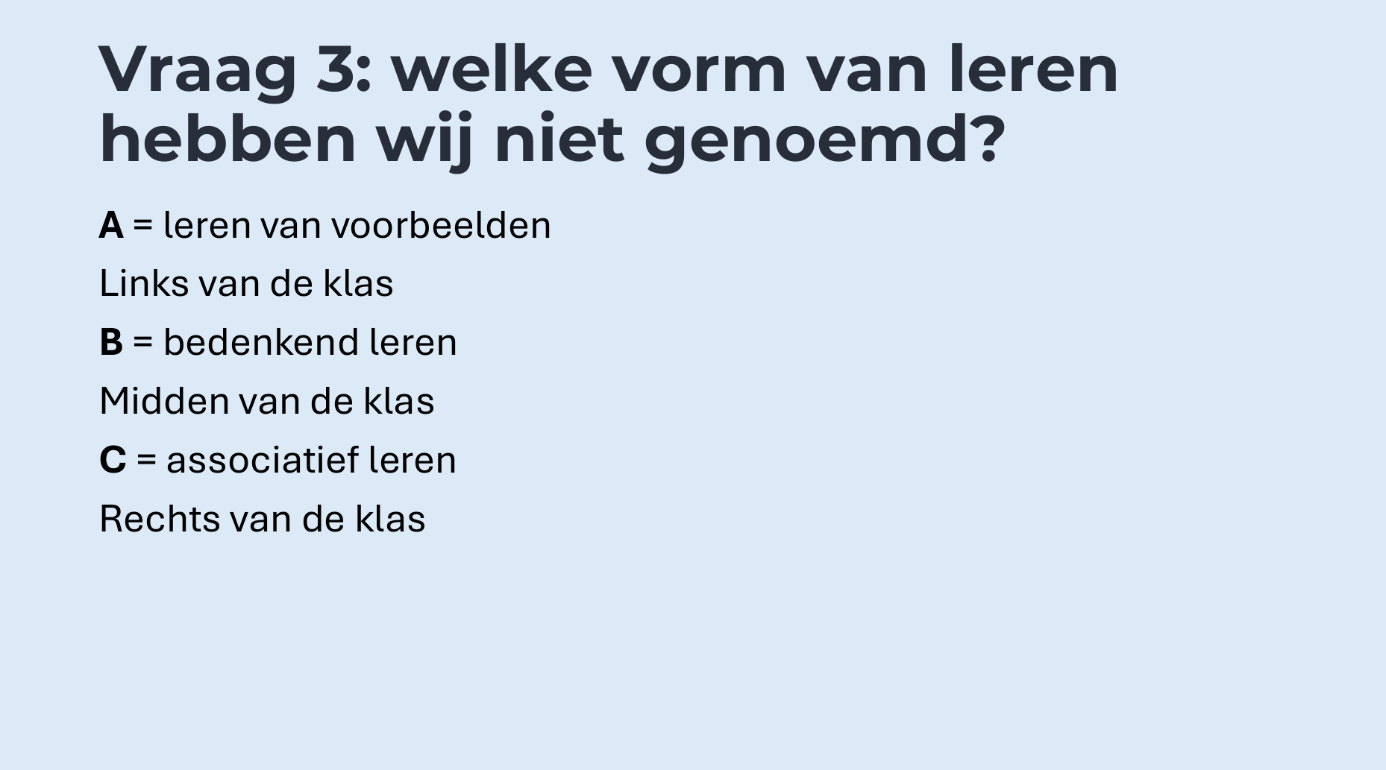 Vraag 3: welke vorm van leren
hebben wij niet genoemd?
A = leren van voorbeelden
Links van de klas
B = bedenkend leren
Midden van de klas
C = associatief leren
Rechts van de klas